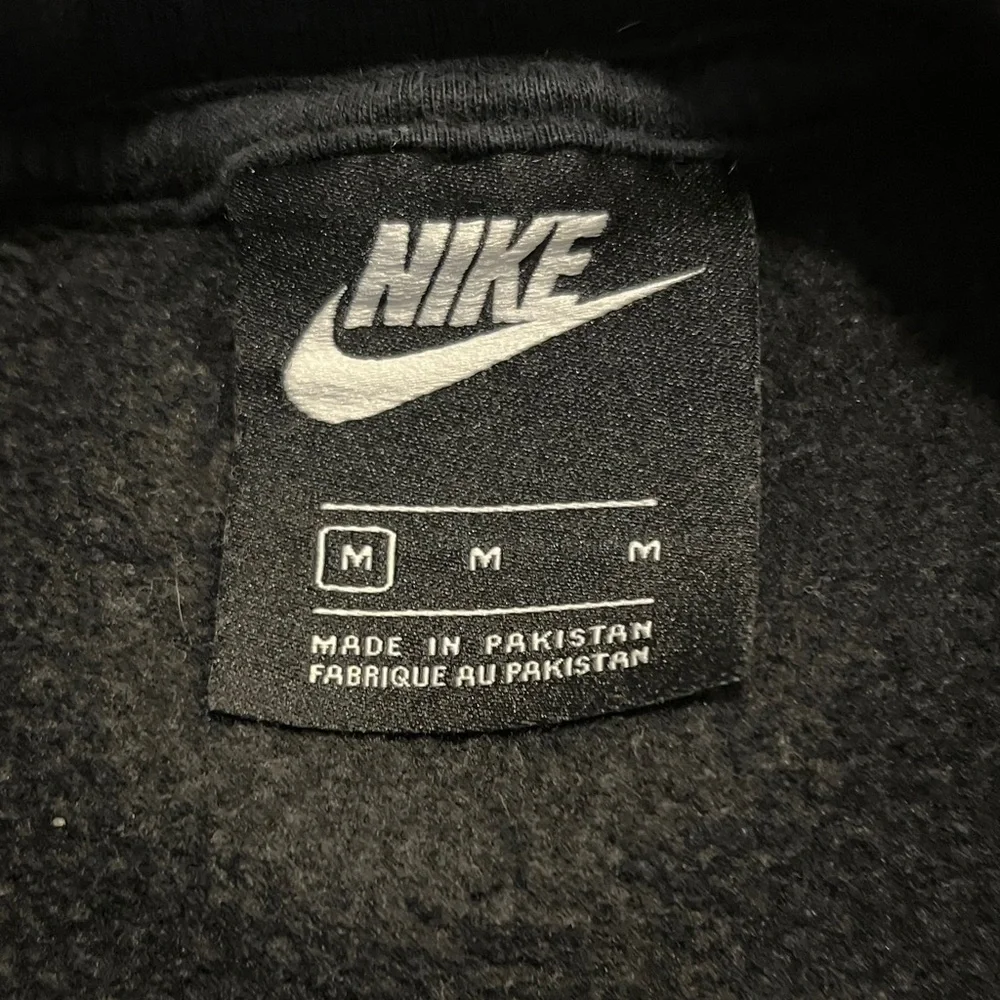 NIKE
M M M
MADE IN PAKISTAN
FABRIQUE AU PAKISTAN